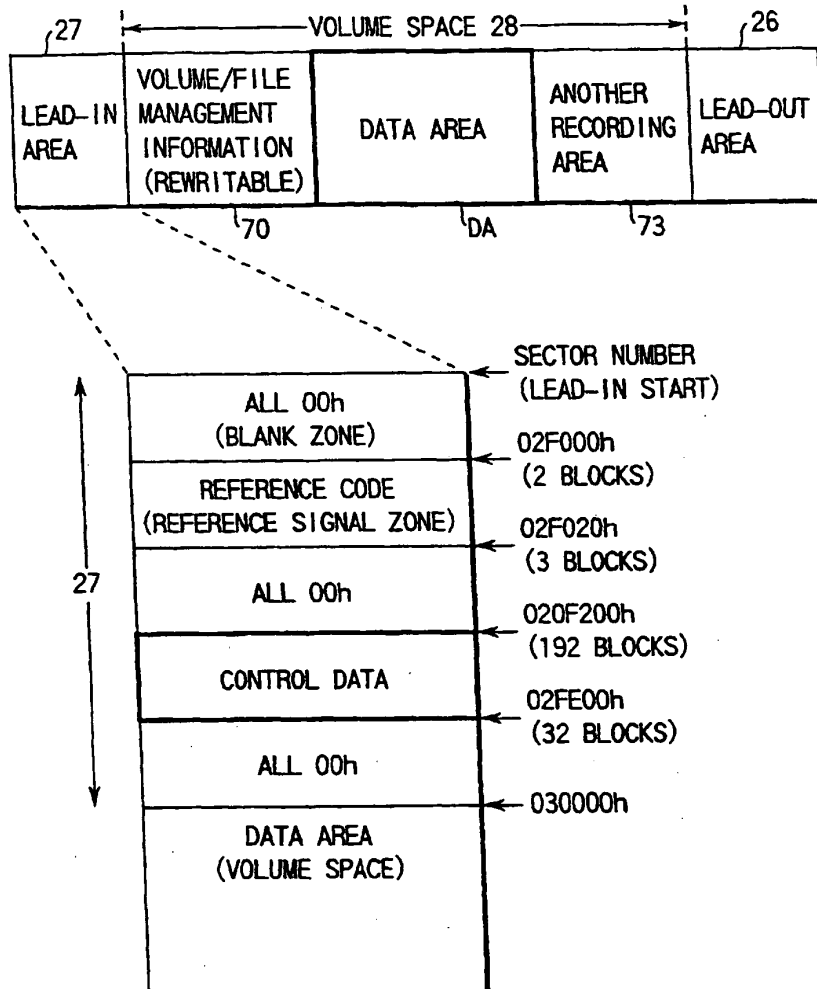 27
VOLUME SPACE 28
26
LEAD-IN
AREA
VOLUME/FILE
MANAGEMENT
INFORMATION
(REWRITABLE)
DATA AREA
ANOTHER
RECORDING
AREA
LEAD-OUT
AREA
70
DA
73
SECTOR NUMBER
(LEAD-IN START)
ALL 00h
(BLANK ZONE)
02F000h
(2 BLOCKS)
REFERENCE CODE
(REFERENCE SIGNAL ZONE)
02F020h
(3 BLOCKS)
27
ALL 00h
020F200h
(192 BLOCKS)
CONTROL DATA
02FE00h
(32 BLOCKS)
ALL 00h
030000h
DATA AREA
(VOLUME SPACE)